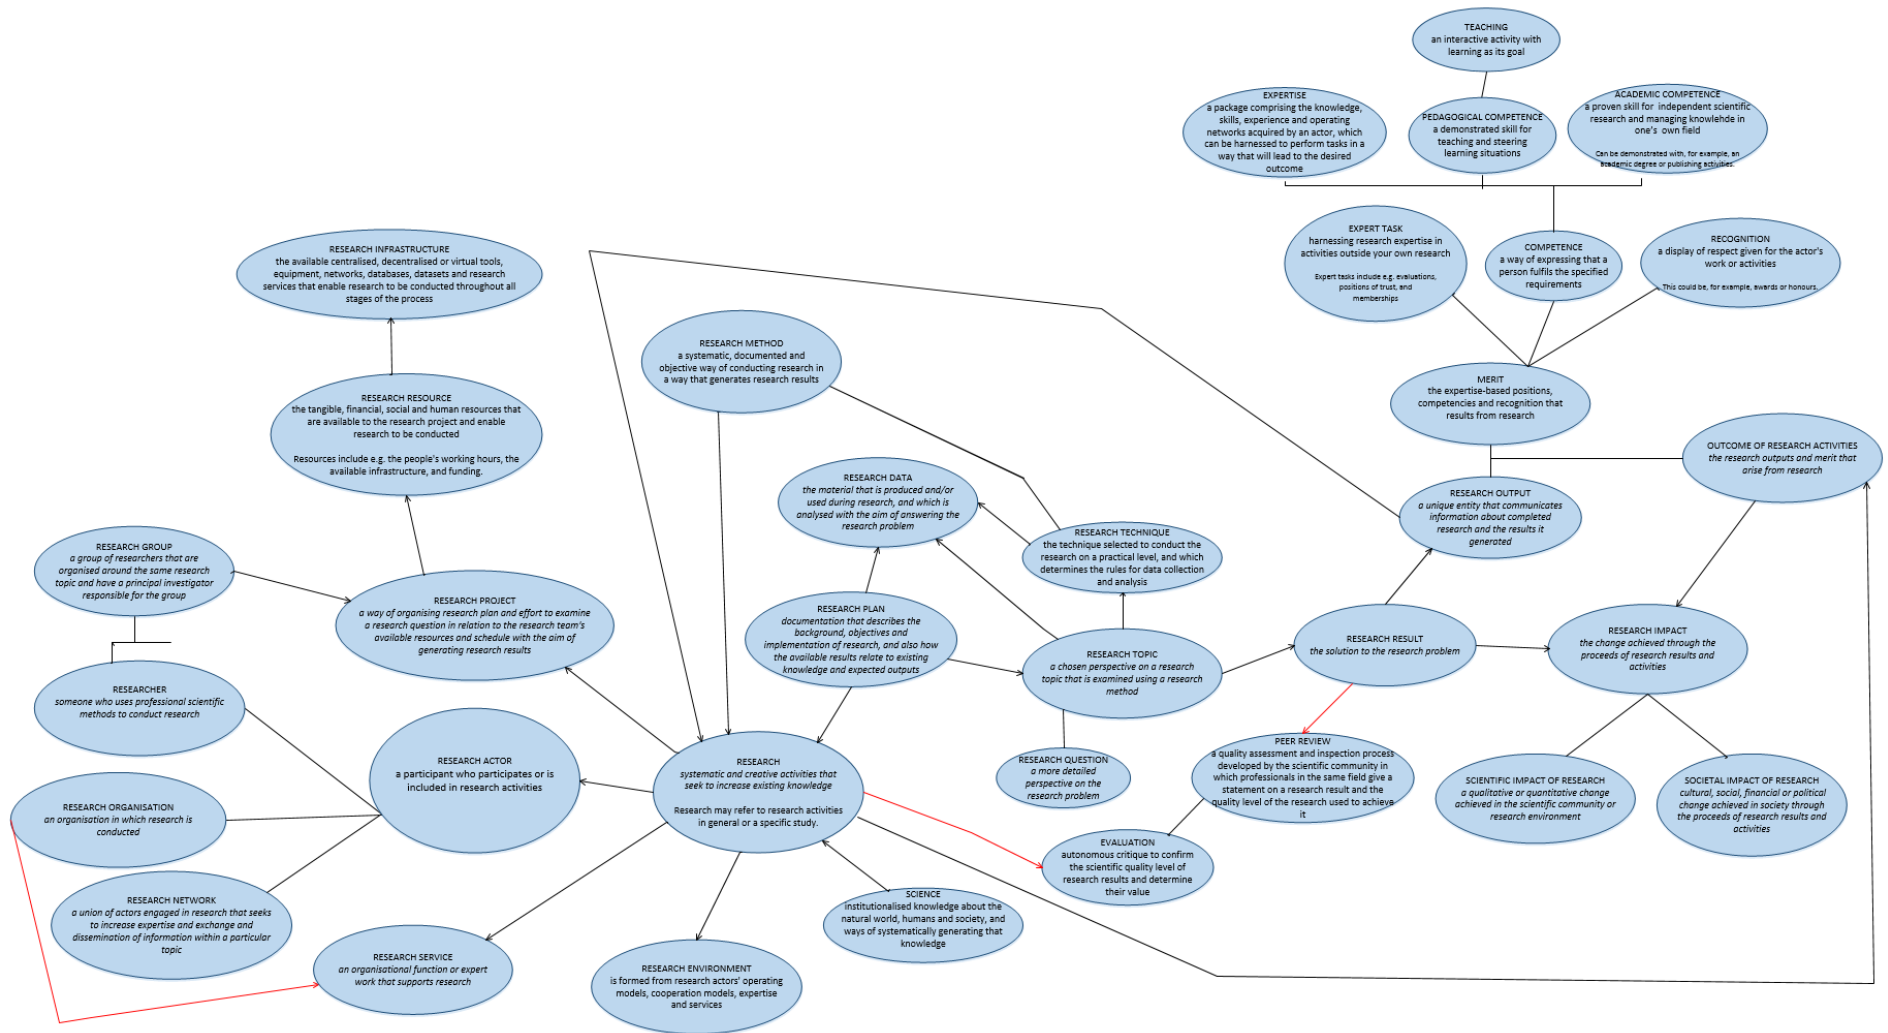 TEACHING
an interactive activity with
learning as its goal
EXPERTISE
a package comprising the knowledge,
skills, experience and operating
networks acquired by an actor, which
can be harnessed to perform tasks in a
way that will lead to the desired
outcome
PEDAGOGICAL COMPETENCE
a demonstrated skill for
teaching and steering
learning situations
ACADEMIC COMPETENCE
a proven skill for independent scientific
research and managing knowlehde in
one's own field
Can be demonstrated with, for example, an
academic degree or publishing activities.
EXPERT TASK
harnessing research expertise in
activities outside your own research
Expert tasks include e.g. evaluations,
positions of trust, and
memberships
COMPETENCE
a way of expressing that a
person fulfils the specified
requirements
RECOGNITION
a display of respect given for the actor's
work or activities
This could be, for example, awards or honours.
RESEARCH INFRASTRUCTURE
the available centralised, decentralised or virtual tools,
equipment, networks, databases, datasets and research
services that enable research to be conducted throughout all
stages of the process
RESEARCH METHOD
a systematic, documented and
objective way of conducting research in
a way that generates research results
MERIT
the expertise-based positions,
competencies and recognition that
results from research
RESEARCH RESOURCE
the tangible, financial, social and human resources that
are available to the research project and enable
research to be conducted
Resources include e.g. the people's working hours, the
available infrastructure, and funding.
OUTCOME OF RESEARCH ACTIVITIES
the research outputs and merit that
arise from research
RESEARCH DATA
the material that is produced and/or
used during research, and which is
analysed with the aim of answering the
research problem
RESEARCH OUTPUT
a unique entity that communicates
information about completed
research and the results it
generated
RESEARCH TECHNIQUE
the technique selected to conduct the
research on a practical level, and which
determines the rules for data collection
and analysis
RESEARCH GROUP
a group of researchers that are
organised around the same research
topic and have a principal investigator
responsible for the group
RESEARCH PROJECT
a way of organising research plan and effort to examine
a research question in relation to the research team's
available resources and schedule with the aim of
generating research results
RESEARCH PLAN
documentation that describes the
background, objectives and
implementation of research, and also how
the available results relate to existing
knowledge and expected outputs
RESEARCH TOPIC
a chosen perspective on a research
topic that is examined using a research
method
RESEARCH RESULT
the solution to the research problem
RESEARCH IMPACT
the change achieved through the
proceeds of research results and
activities
RESEARCHER
someone who uses professional scientific
methods to conduct research
RESEARCH ACTOR
a participant who participates or is
included in research activities
RESEARCH
systematic and creative activities that
seek to increase existing knowledge
Research may refer to research activities
in general or a specific study.
RESEARCH QUESTION
a more detailed
perspective on the
research problem
PEER REVIEW
a quality assessment and inspection process
developed by the scientific community in
which professionals in the same field give a
statement on a research result and the
quality level of the research used to achieve
it
SCIENTIFIC IMPACT OF RESEARCH
a qualitative or quantitative change
achieved in the scientific community or
research environment
SOCIETAL IMPACT OF RESEARCH
cultural, social, financial or political
change achieved in society through
the proceeds of research results and
activities
RESEARCH ORGANISATION
an organisation in which research is
conducted
EVALUATION
autonomous critique to confirm
the scientific quality level of
research results and determine
their value
RESEARCH NETWORK
a union of actors engaged in research that seeks
to increase expertise and exchange and
dissemination of information within a particular
topic
SCIENCE
institutionalised knowledge about the
natural world, humans and society, and
ways of systematically generating that
knowledge
RESEARCH SERVICE
an organisational function or expert
work that supports research
RESEARCH ENVIRONMENT
is formed from research actors' operating
models, cooperation models, expertise
and services